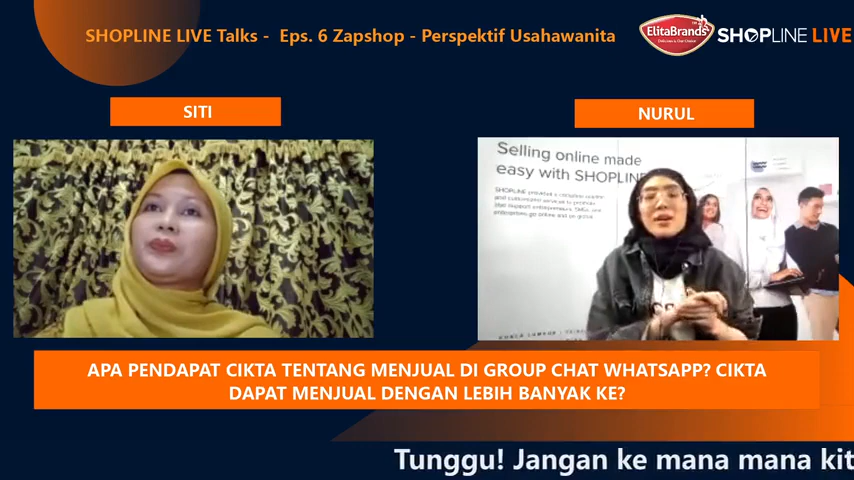 SHOPLINE LIVE Talks - Eps. 6 Zapshop - Perspektif Usahawanita
ElitaBrands
SHOPLINE LIVE
SITI
NURUL
Selling online made
easy with SHOPLINE
APA PENDAPAT CIKTA TENTANG MENJUAL DI GROUP CHAT WHATSAPP? CIKTA
DAPAT MENJUAL DENGAN LEBIH BANYAK KE?
Tunggu! Jangan ke mana mana kit